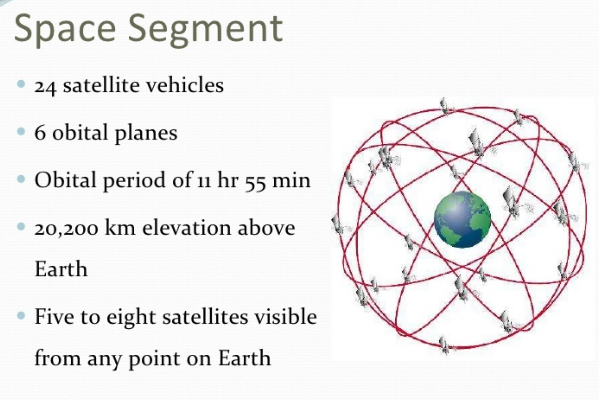 Space Segment
• 24 satellite vehicles
• 6 obital planes
• Obital period of 11 hr 55 min
• 20,200 km elevation above
Earth
• Five to eight satellites visible
from any point on Earth